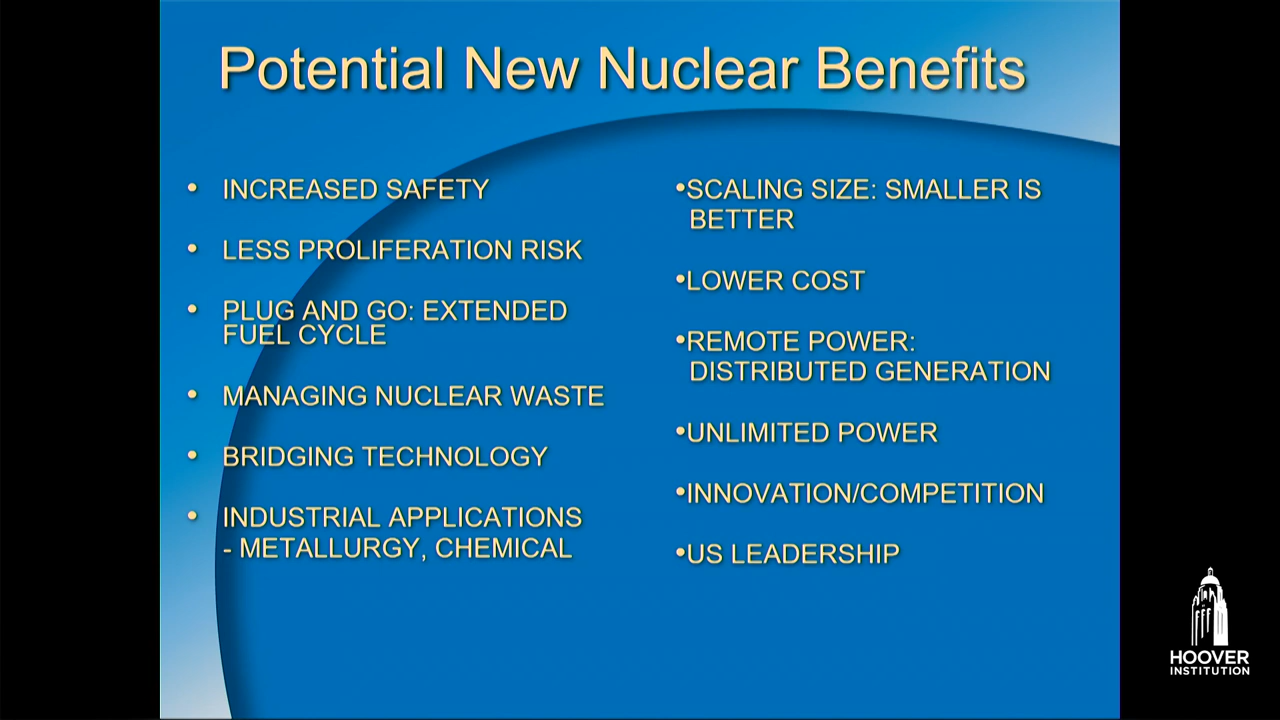 Potential New Nuclear Benefits
• INCREASED SAFETY
• LESS PROLIFERATION RISK
• PLUG AND GO: EXTENDED
FUEL CYCLE
• MANAGING NUCLEAR WASTE
• BRIDGING TECHNOLOGY
• INDUSTRIAL APPLICATIONS
- METALLURGY, CHEMICAL
•SCALING SIZE: SMALLER IS
BETTER
•LOWER COST
•REMOTE POWER:
DISTRIBUTED GENERATION
•UNLIMITED POWER
•INNOVATION/COMPETITION
•US LEADERSHIP
HOOVER
INSTITUTION